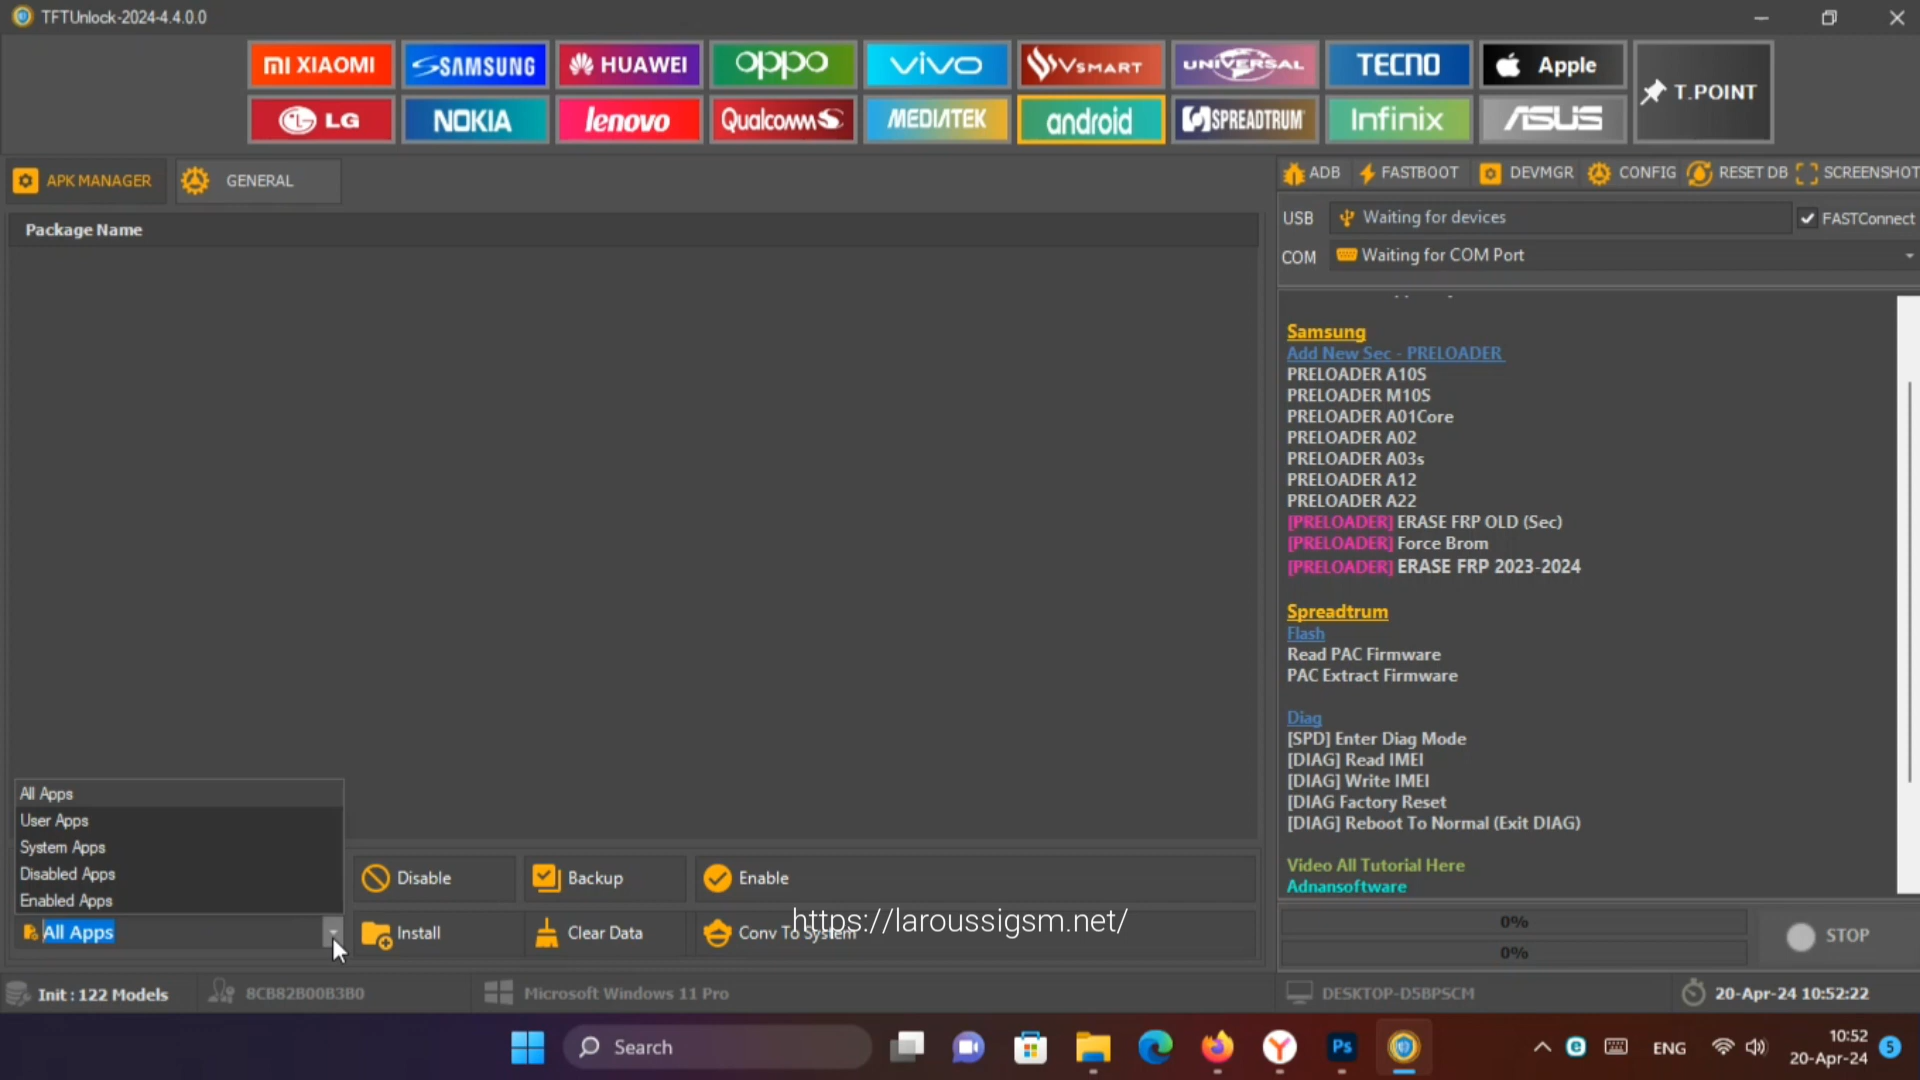 TFTUnlock-2024-4.4.0.0
MI XIAOMI
SAMSUNG
HUAWEI
oppo
vivo
VSMART
UNIVERSAL
TECNO
Apple
T.POINT
LG
NOKIA
lenovo
Qualcomm
MEDIATEK
android
SPREADTRUM
Infinix
ASUS
APK MANAGER
GENERAL
ADB
FASTBOOT
DEVMGR
CONFIG
RESET DB
SCREENSHOT
Package Name
USB
Waiting for devices
FASTConnect
COM
Waiting for COM Port
Samsung
Add New Sec - PRELOADER
PRELOADER A10S
PRELOADER M10S
PRELOADER A01Core
PRELOADER A02
PRELOADER A03s
PRELOADER A12
PRELOADER A22
[PRELOADER] ERASE FRP OLD (Sec)
[PRELOADER] Force Brom
[PRELOADER] ERASE FRP 2023-2024
Spreadtrum
Flash
Read PAC Firmware
PAC Extract Firmware
Diag
[SPD] Enter Diag Mode
[DIAG] Read IMEI
[DIAG] Write IMEI
[DIAG Factory Reset
[DIAG] Reboot To Normal (Exit DIAG)
Video All Tutorial Here
Adnansoftware
All Apps
User Apps
System Apps
Disabled Apps
Enabled Apps
All Apps
Disable
Backup
Enable
Install
Clear Data
Conv To System
https://laroussigsm.net/
0%
0%
STOP
Init : 122 Models
8CB82B00B3B0
Microsoft Windows 11 Pro
DESKTOP-D5BPSCM
20-Apr-24 10:52:22
Search
Ps
ENG
10:52
20-Apr-24
5